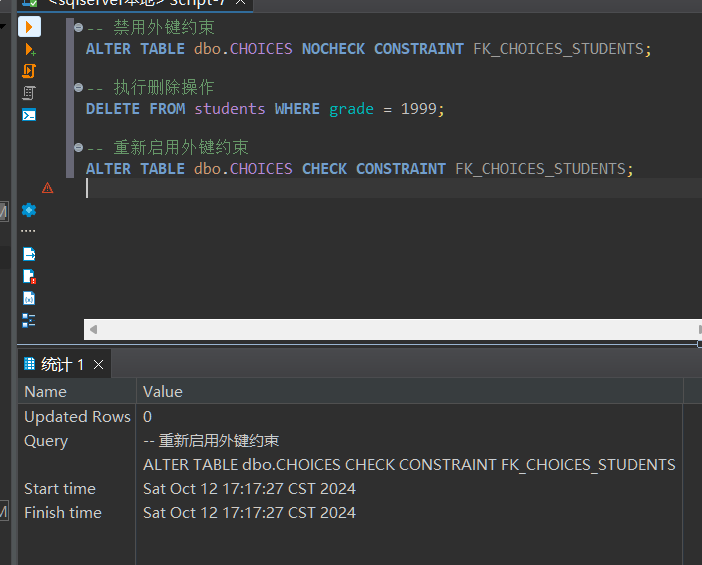 <sqlserver本地> Script-7
-- 禁用外键约束
ALTER TABLE dbo.CHOICES NOCHECK CONSTRAINT FK_CHOICES_STUDENTS;
-- 执行删除操作
DELETE FROM students WHERE grade = 1999;
-- 重新启用外键约束
ALTER TABLE dbo.CHOICES CHECK CONSTRAINT FK_CHOICES_STUDENTS;
统计 1
Name Value
Updated Rows 0
Query -- 重新启用外键约束
ALTER TABLE dbo.CHOICES CHECK CONSTRAINT FK_CHOICES_STUDENTS
Start time Sat Oct 12 17:17:27 CST 2024
Finish time Sat Oct 12 17:17:27 CST 2024